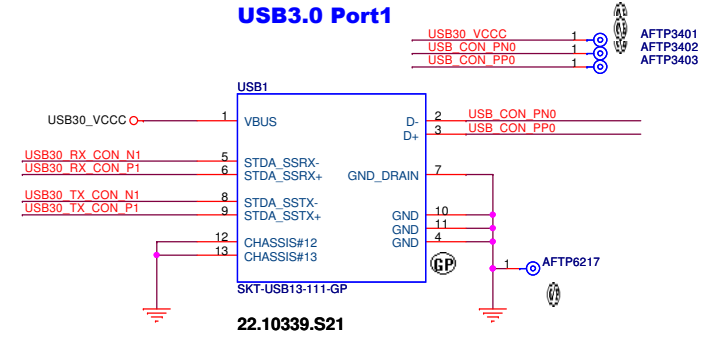 USB3.0 Port1
USB30_VCCC 1 AFTP3401
USB_CON_PN0 1 AFTP3402
USB_CON_PP0 1 AFTP3403
USB1
USB30_VCCC 1 VBUS D- 2 USB_CON_PN0
D+ 3 USB_CON_PP0
USB30_RX_CON_N1 5 STDA_SSRX-
USB30_RX_CON_P1 6 STDA_SSRX+ GND_DRAIN 7
USB30_TX_CON_N1 8 STDA_SSTX-
USB30_TX_CON_P1 9 STDA_SSTX+ GND 10
GND 11
12 CHASSIS#12 GND 4
13 CHASSIS#13
GP
1 AFTP6217
SKT-USB13-111-GP
22.10339.S21